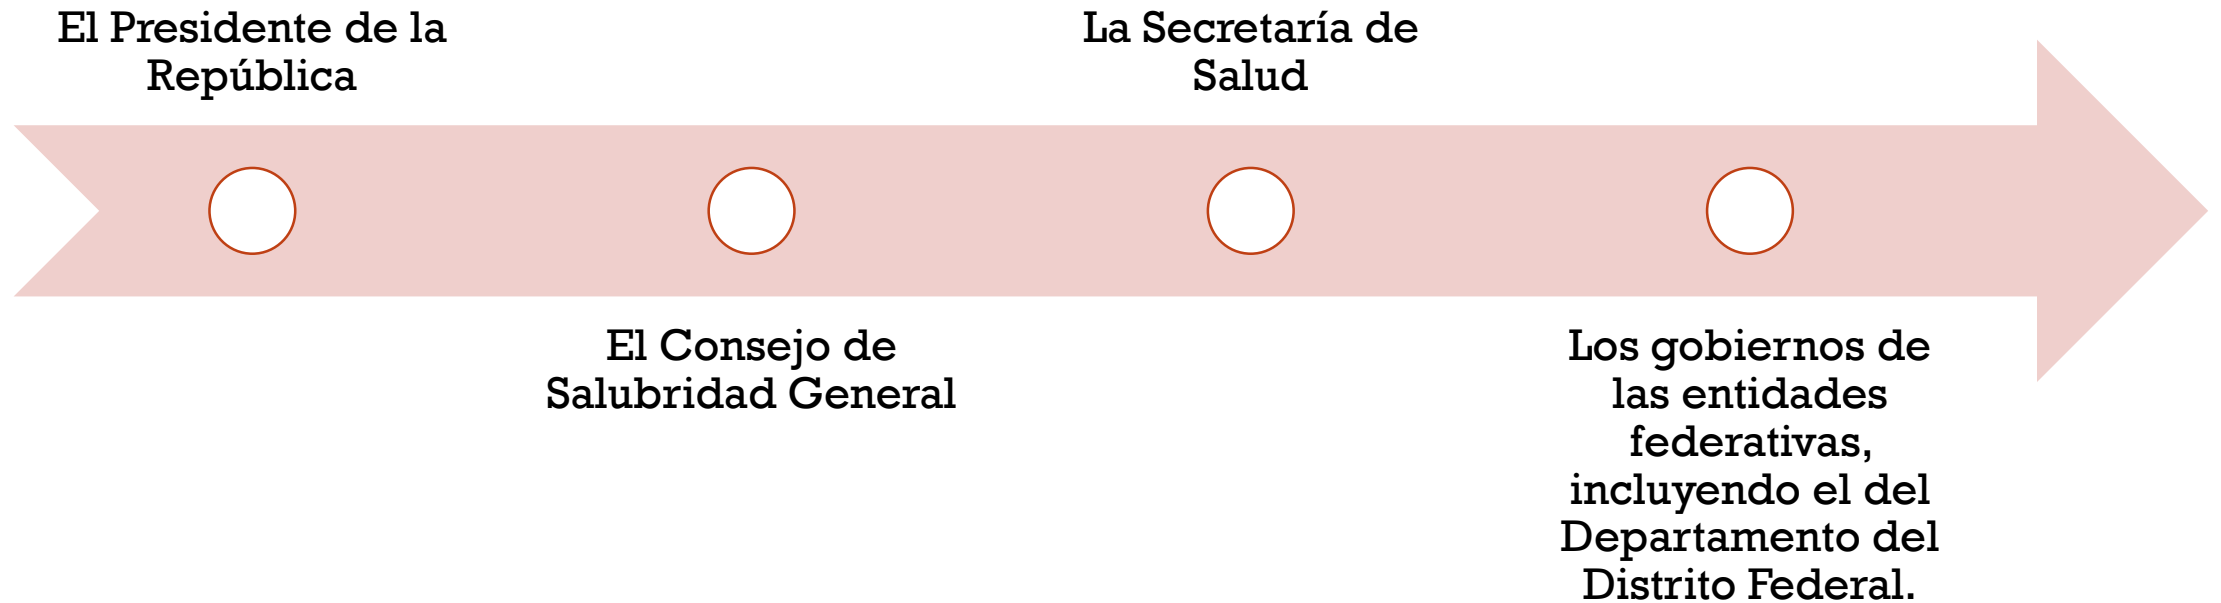 El Presidente de la
República
El Consejo de
Salubridad General
La Secretaría de
Salud
Los gobiernos de
las entidades
federativas,
incluyendo el del
Departamento del
Distrito Federal.